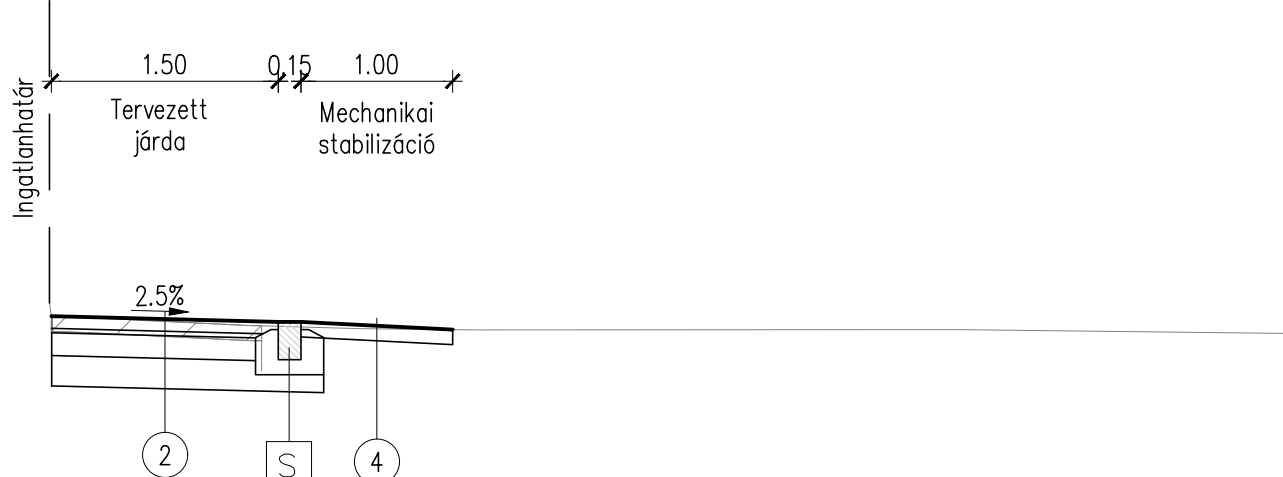 1.50
0.15
1.00
Tervezett
járda
Mechanikai
stabilizáció
Ingatlanhatár
2.5%
2
S
4